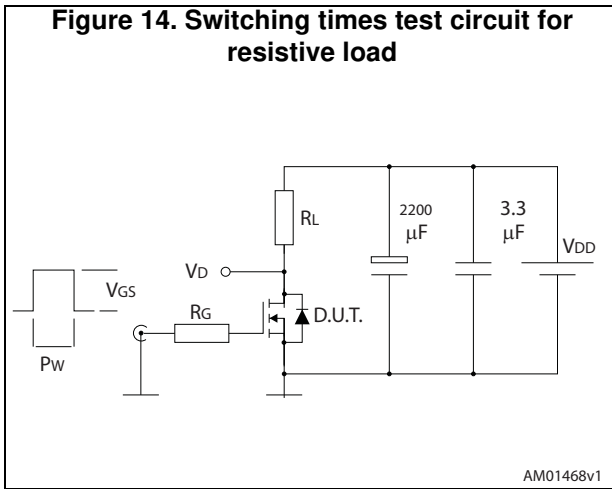 Figure 14. Switching times test circuit for
resistive load
RL
2200
μF
3.3
μF
VDD
VD
VGS
RG
D.U.T.
PW
AM01468v1